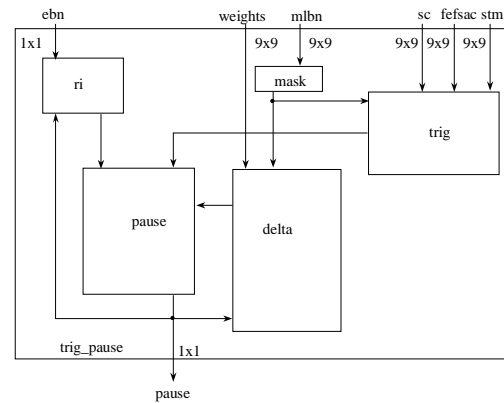 ebn weights mlbn sc fefsac stm
1x1 9x9 9x9 9x9 9x9 9x9
ri mask
trig
pause delta
trig_pause 1x1
pause